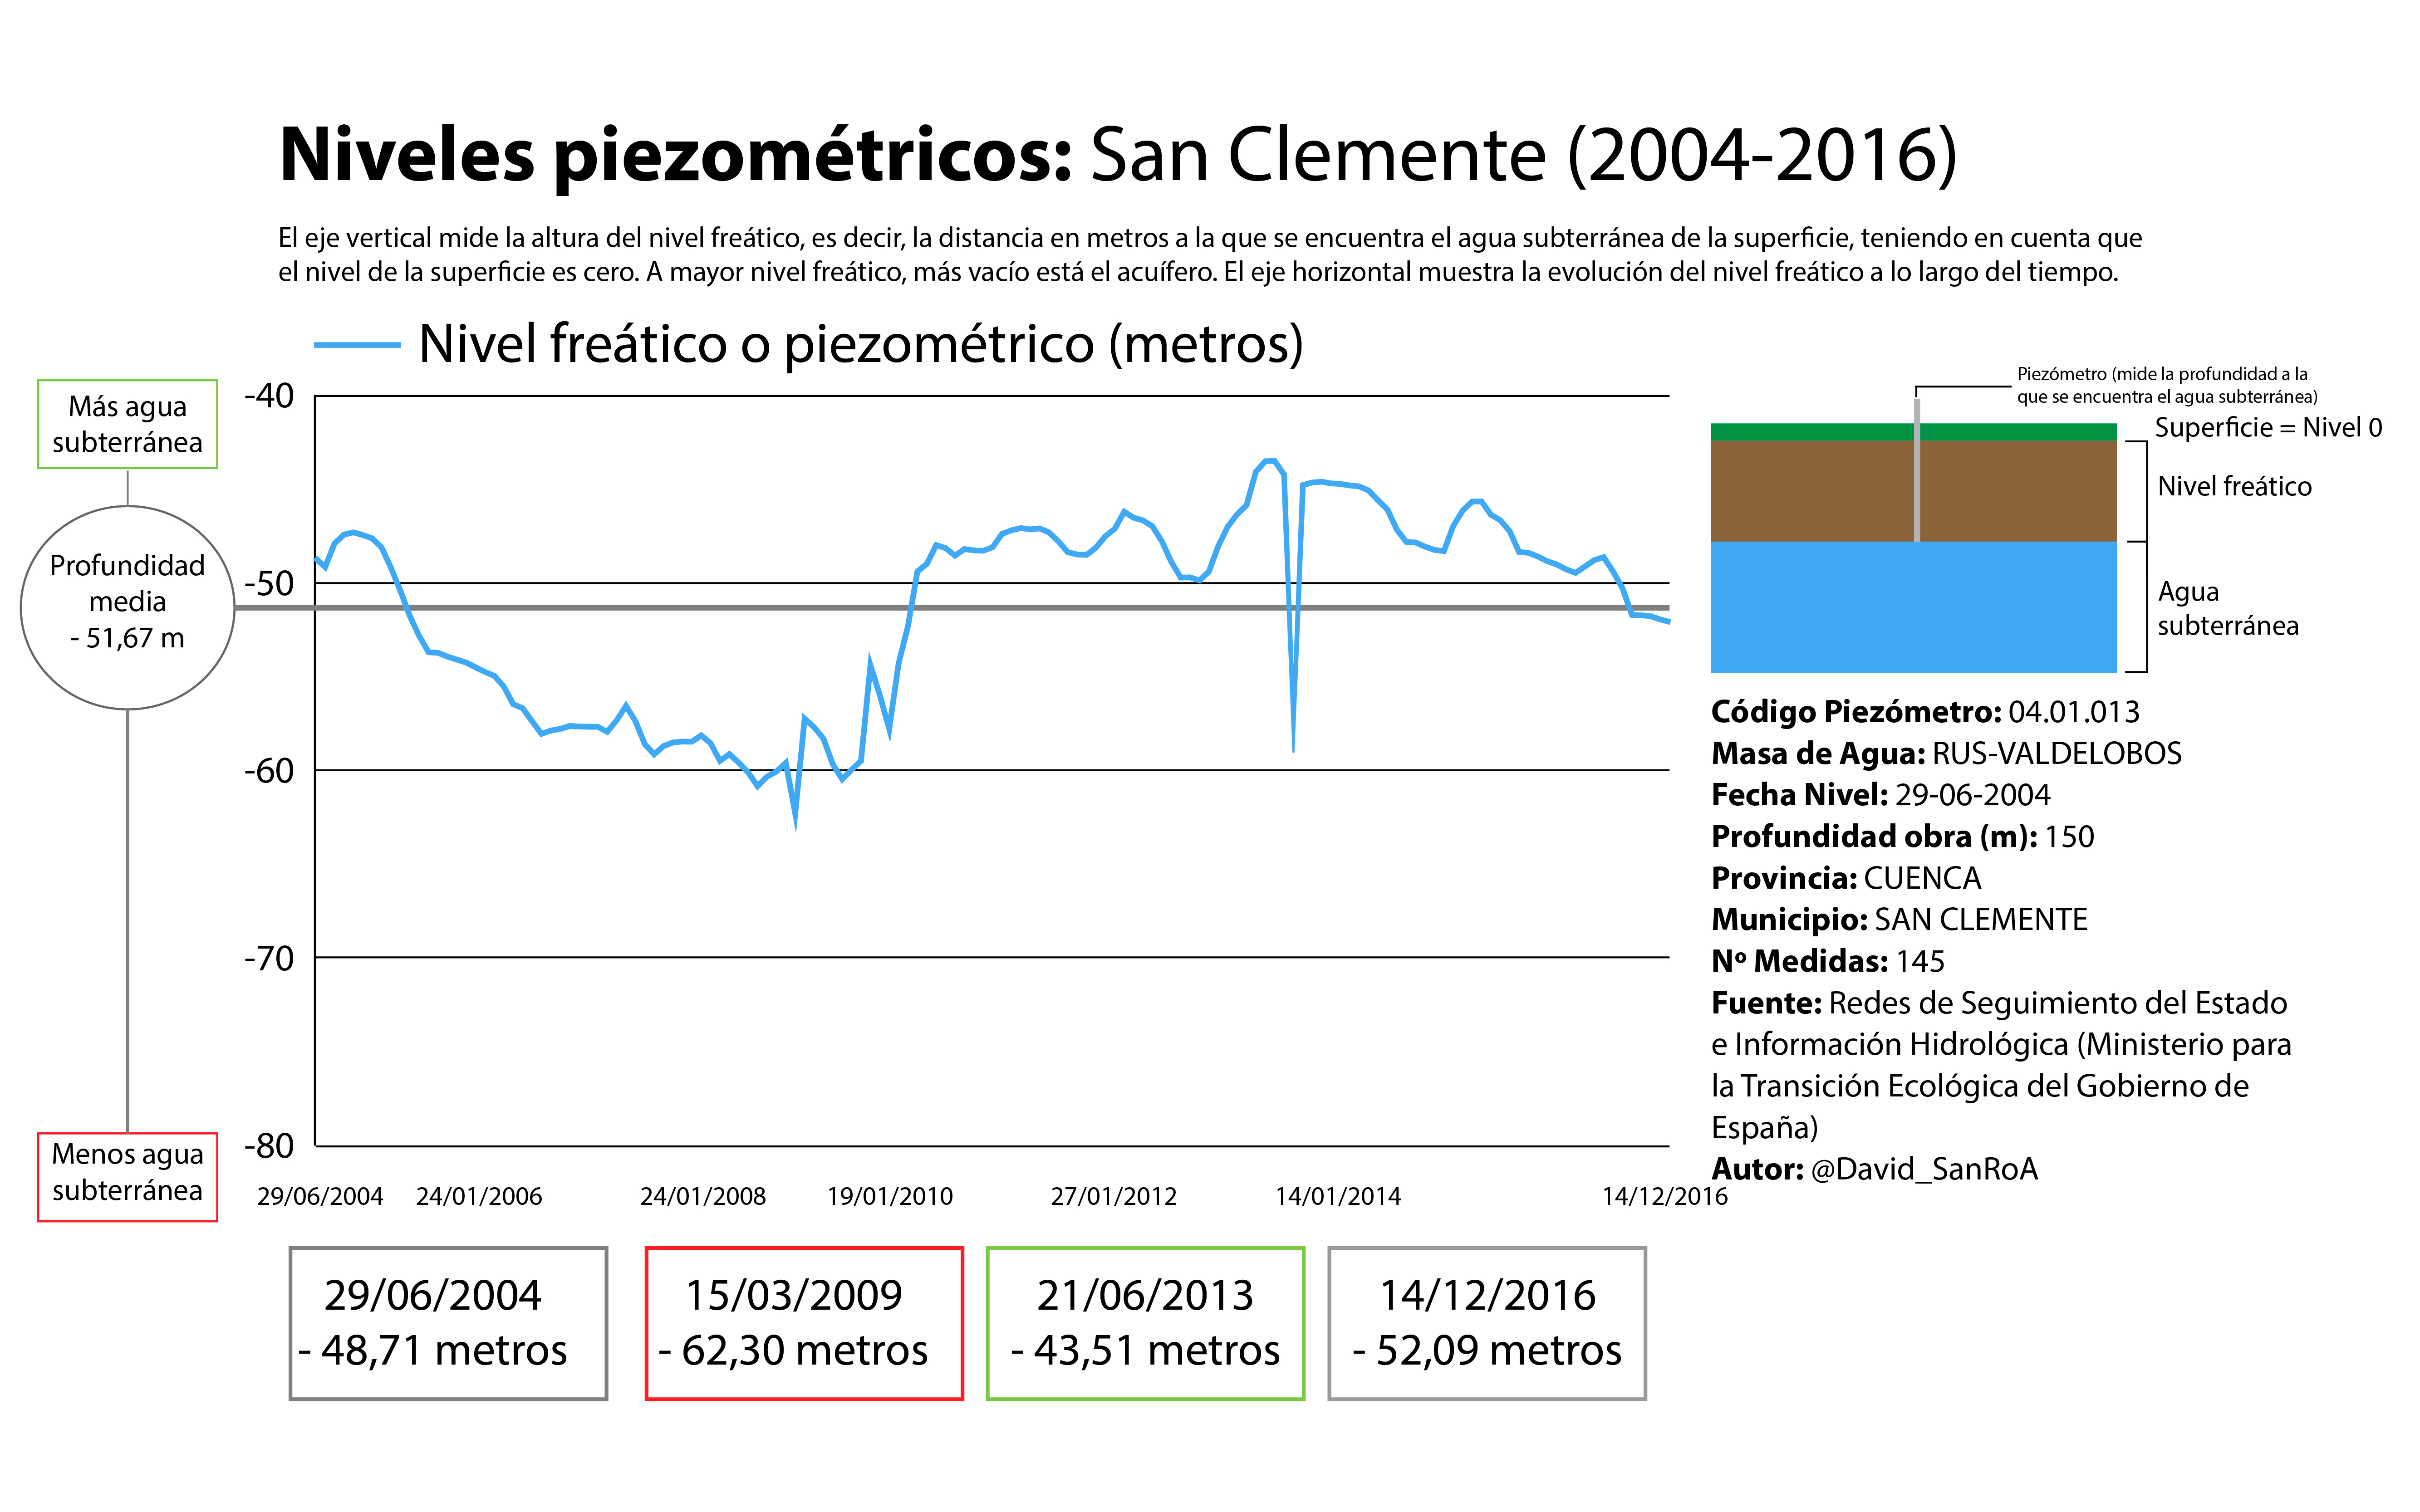 Niveles piezométricos: San Clemente (2004-2016)
El eje vertical mide la altura del nivel freático, es decir, la distancia en metros a la que se encuentra el agua subterránea de la superficie, teniendo en cuenta que
el nivel de la superficie es cero. A mayor nivel freático, más vacío está el acuífero. El eje horizontal muestra la evolución del nivel freático a lo largo del tiempo.
Nivel freático o piezométrico (metros)
Más agua
subterránea
Profundidad
media
- 51,67 m
Menos agua
subterránea
-40
-50
-60
-70
-80
29/06/2004
24/01/2006
24/01/2008
19/01/2010
27/01/2012
14/01/2014
14/12/2016
Piezómetro (mide la profundidad a la
que se encuentra el agua subterránea)
Superficie = Nivel 0
Nivel freático
Agua
subterránea
Código Piezómetro: 04.01.013
Masa de Agua: RUS-VALDELOBOS
Fecha Nivel: 29-06-2004
Profundidad obra (m): 150
Provincia: CUENCA
Municipio: SAN CLEMENTE
Nº Medidas: 145
Fuente: Redes de Seguimiento del Estado
e Información Hidrológica (Ministerio para
la Transición Ecológica del Gobierno de
España)
Autor: @David_SanRoA
29/06/2004
- 48,71 metros
15/03/2009
- 62,30 metros
21/06/2013
- 43,51 metros
14/12/2016
- 52,09 metros